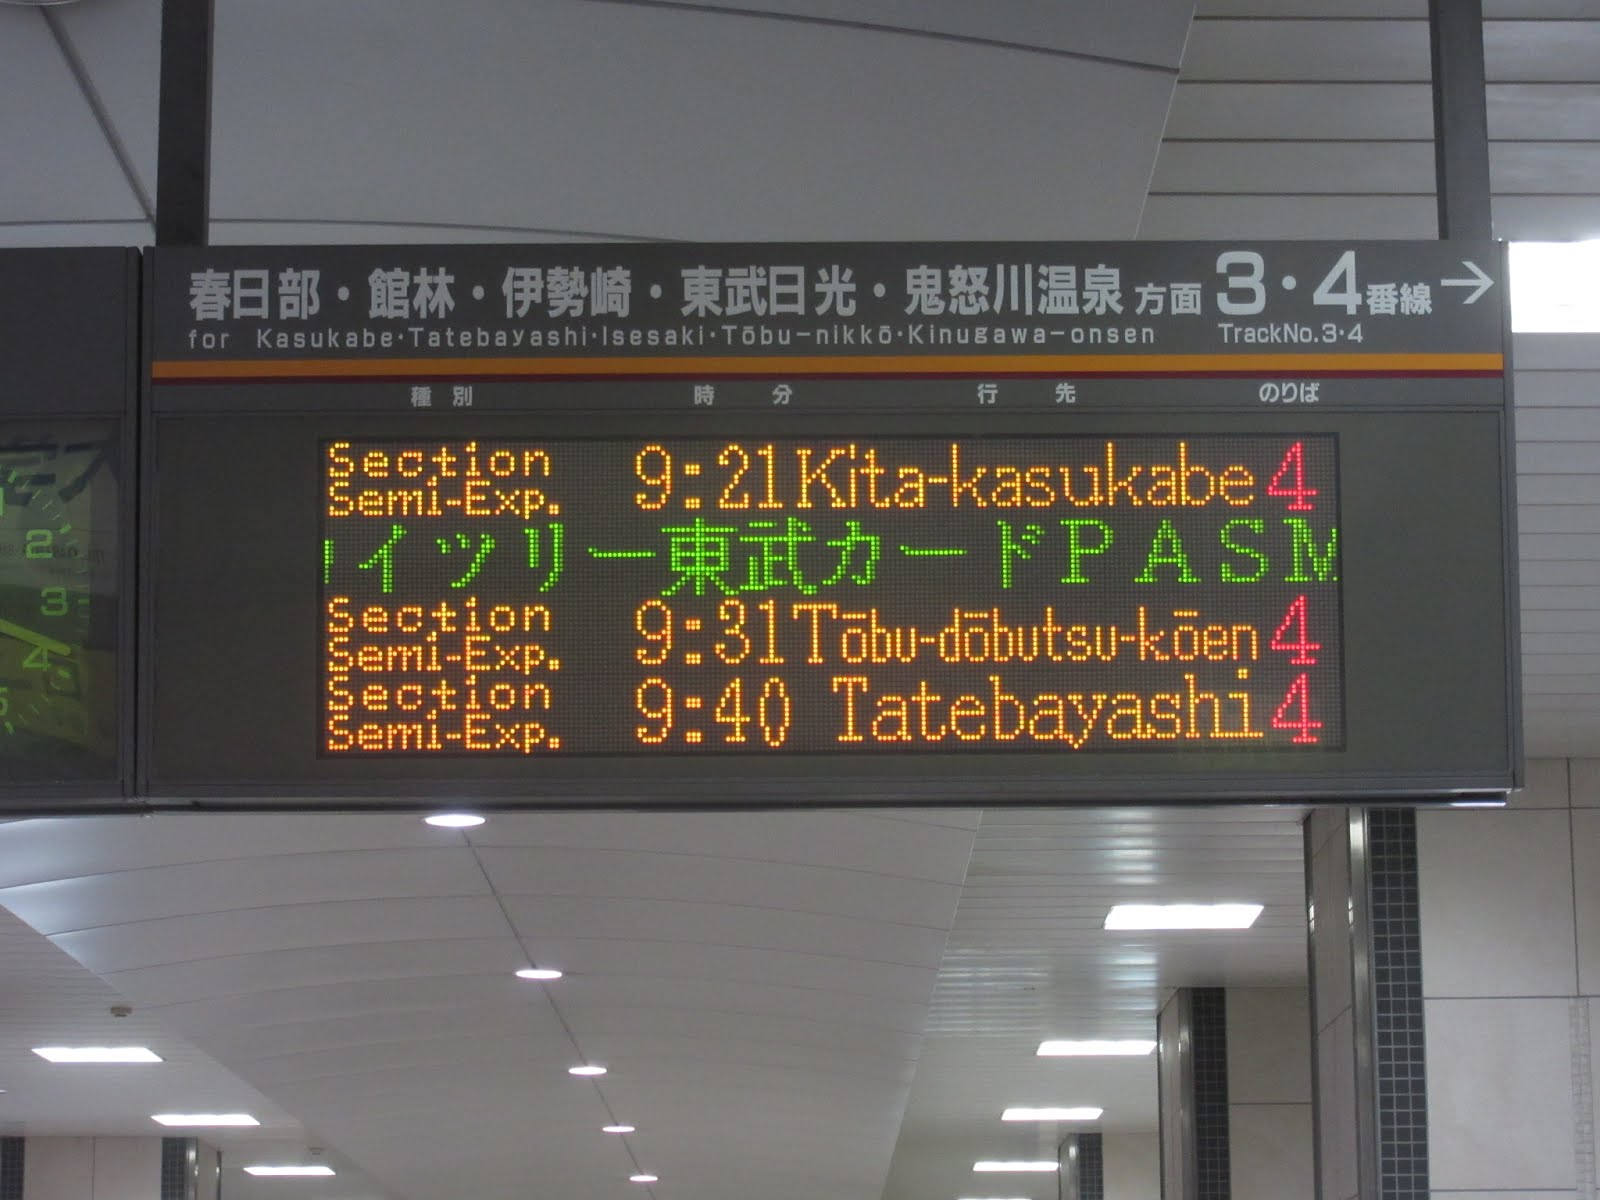 春日部・館林・伊勢崎・東武日光・鬼怒川温泉 方面 3・4番線→
for Kasukabe・Tatebayashi・Isesaki・Tōbu-nikkō・Kinugawa-onsen TrackNo.3・4
種別 時 分 行先 のりば
Section Semi-Exp. 9:21 Kita-kasukabe 4
イツリー東武カードPASM
Section Semi-Exp. 9:31 Tōbu-dōbutsu-kōen 4
Section Semi-Exp. 9:40 Tatebayashi 4
2
3
4